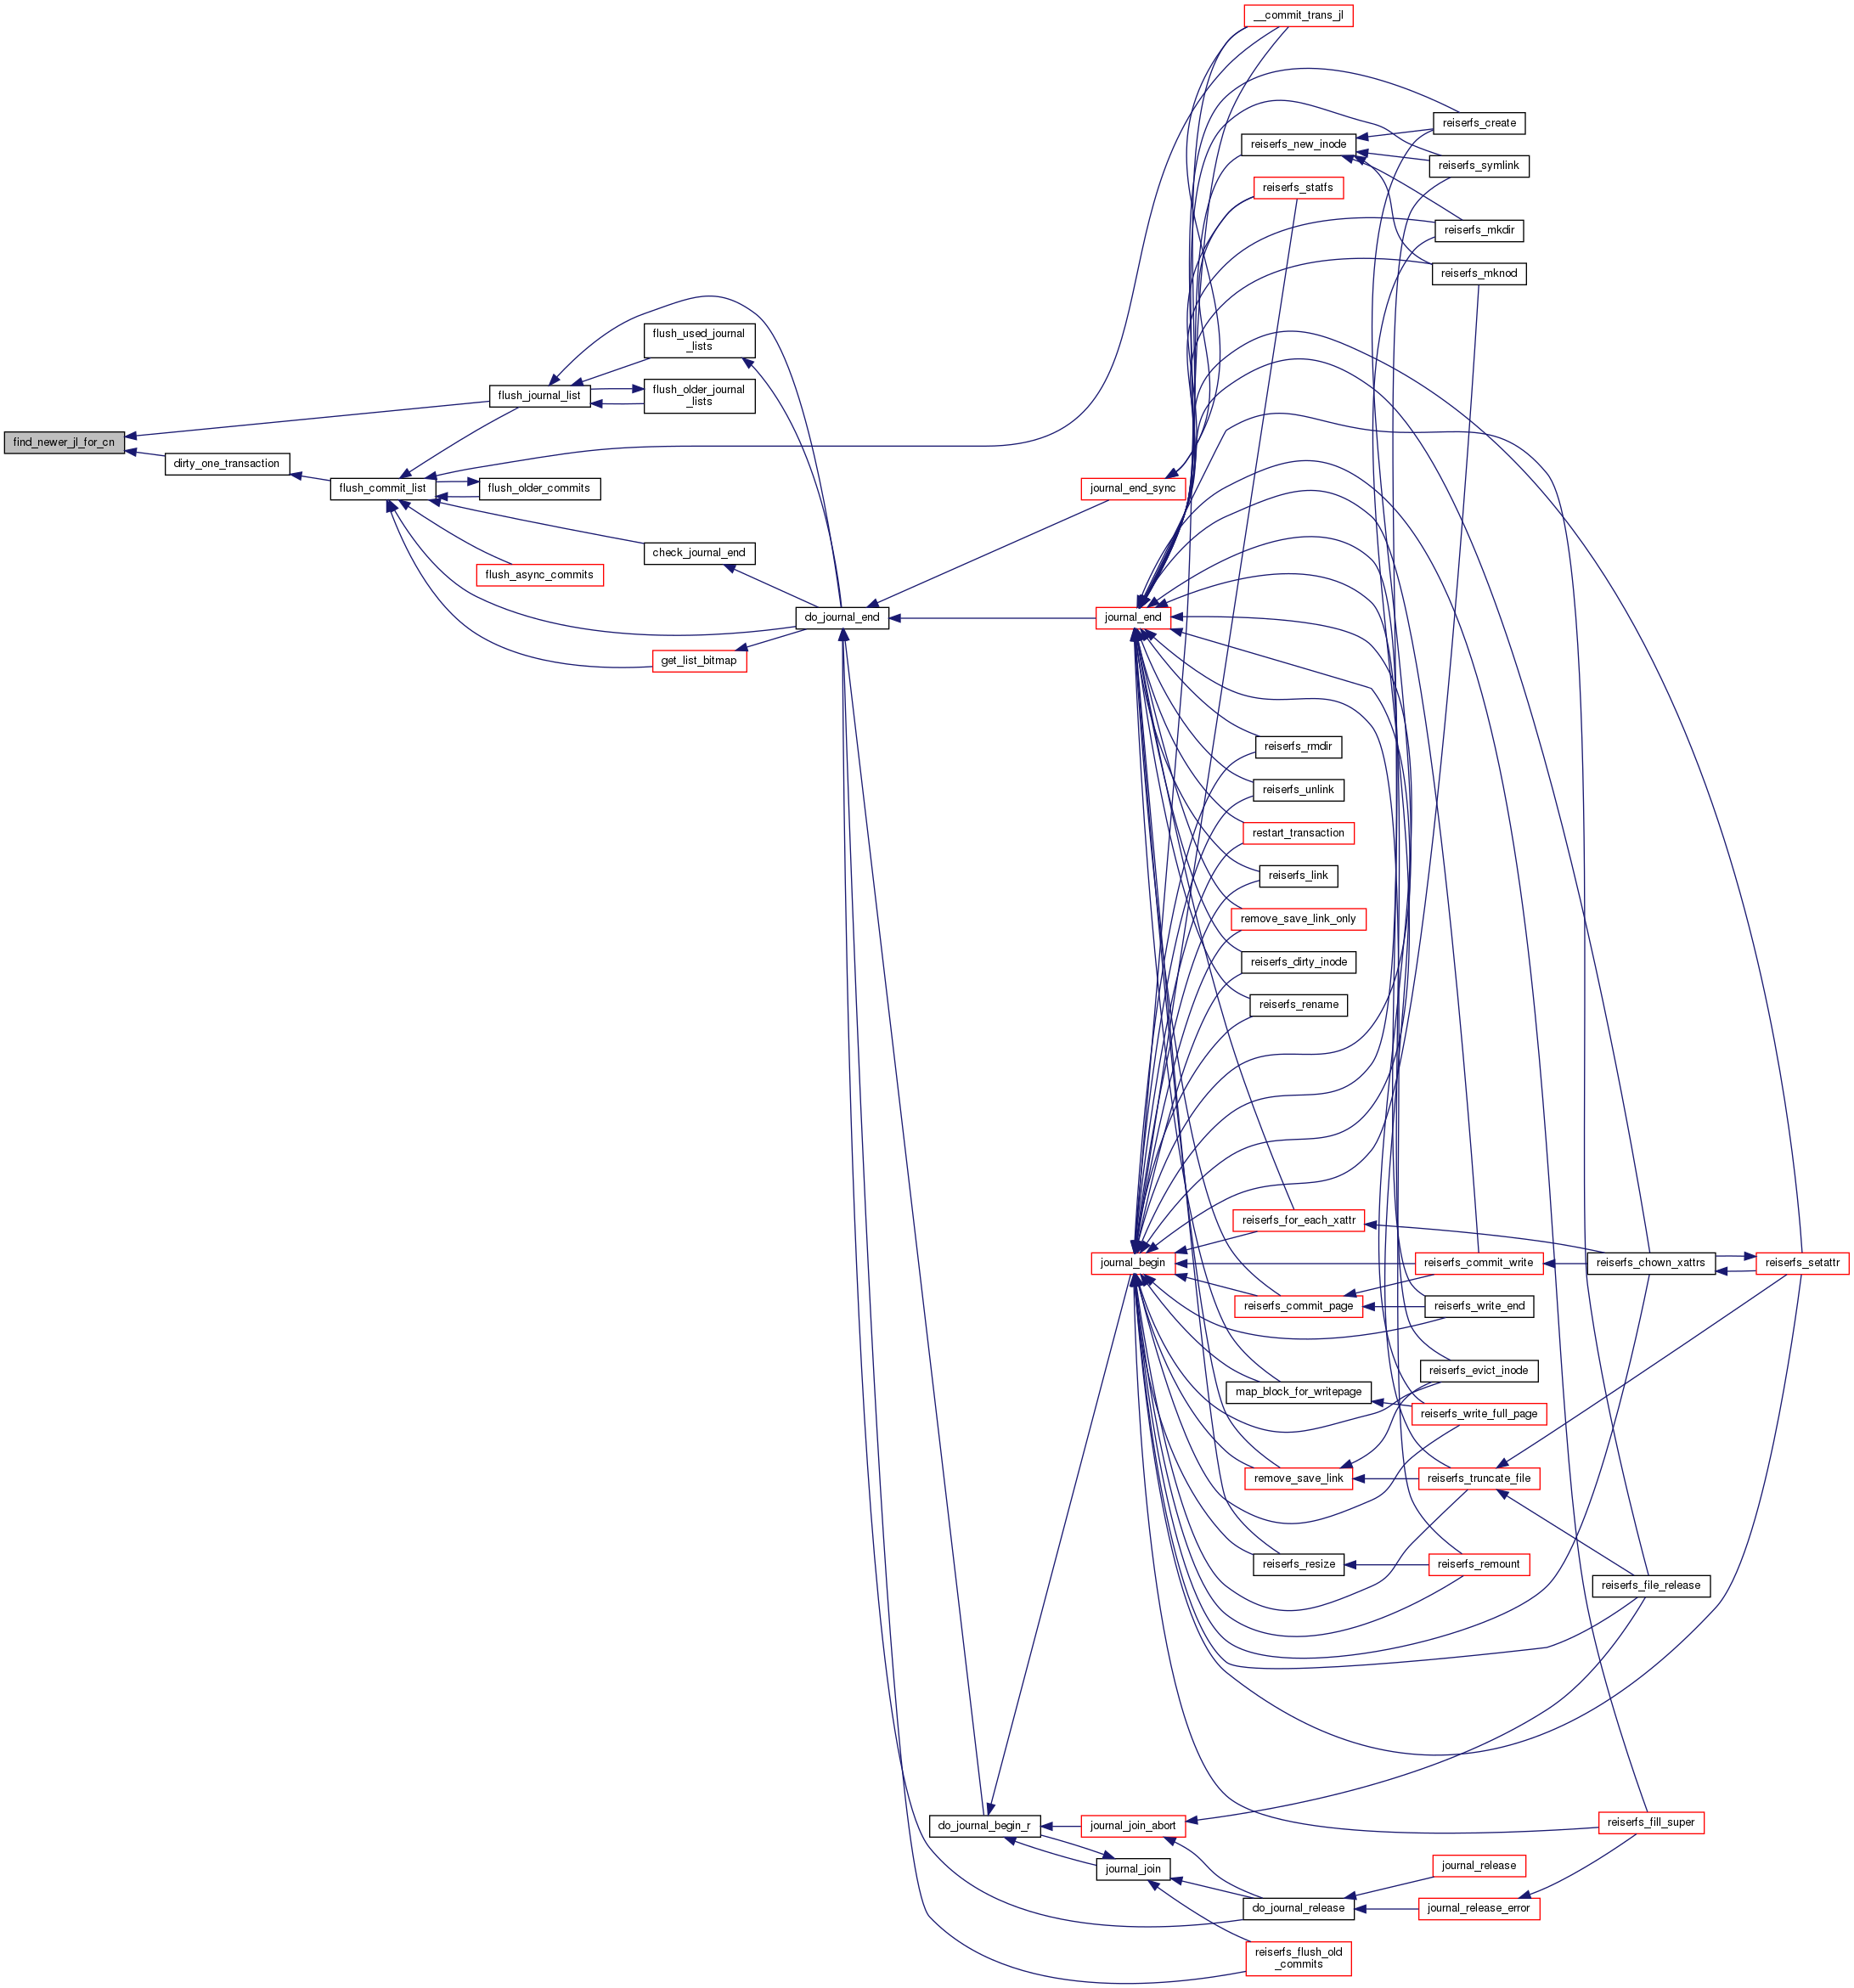 __commit_trans_jl
reiserfs_create
reiserfs_new_inode
reiserfs_symlink
reiserfs_statfs
reiserfs_mkdir
reiserfs_mknod
flush_used_journal
_lists
flush_journal_list
flush_older_journal
_lists
find_newer_jl_for_cn
dirty_one_transaction
flush_commit_list
flush_older_commits
journal_end_sync
check_journal_end
flush_async_commits
do_journal_end
journal_end
get_list_bitmap
reiserfs_rmdir
reiserfs_unlink
restart_transaction
reiserfs_link
remove_save_link_only
reiserfs_dirty_inode
reiserfs_rename
reiserfs_for_each_xattr
journal_begin
reiserfs_commit_write
reiserfs_chown_xattrs
reiserfs_setattr
reiserfs_commit_page
reiserfs_write_end
reiserfs_evict_inode
map_block_for_writepage
reiserfs_write_full_page
remove_save_link
reiserfs_truncate_file
reiserfs_resize
reiserfs_remount
reiserfs_file_release
reiserfs_fill_super
do_journal_begin_r
journal_join_abort
journal_join
journal_release
do_journal_release
journal_release_error
reiserfs_flush_old
_commits